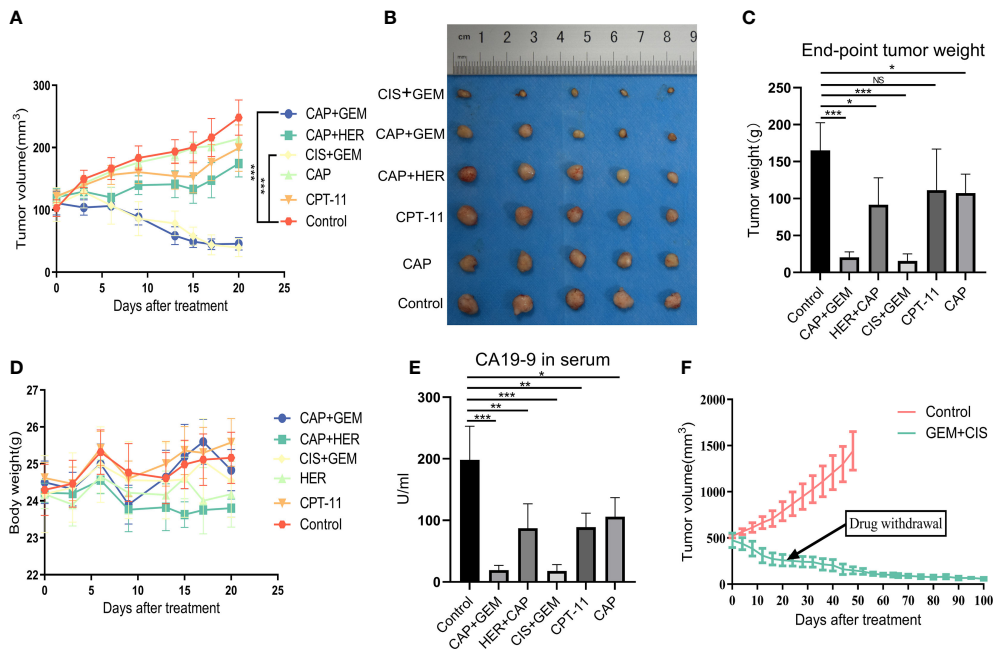 A
Tumor volume(mm³)
300
200
100
0
0 5 10 15 20 25
Days after treatment
CAP+GEM
CAP+HER
CIS+GEM
CAP
CPT-11
Control
***
***
B
cm 1 2 3 4 5 6 7 8 9
mm
CIS+GEM
CAP+GEM
CAP+HER
CPT-11
CAP
Control
C
End-point tumor weight
*
NS
***
*
***
Tumor weight(g)
250
200
150
100
50
0
Control
CAP+GEM
HER+CAP
CIS+GEM
CPT-11
CAP
D
Body weight(g)
27
26
25
24
23
22
0 5 10 15 20 25
Days after treatment
CAP+GEM
CAP+HER
CIS+GEM
HER
CPT-11
Control
E
CA19-9 in serum
*
**
***
**
***
U/ml
300
200
100
0
Control
CAP+GEM
HER+CAP
CIS+GEM
CPT-11
CAP
F
Tumor volume(mm³)
2000
1500
1000
500
0
0 10 20 30 40 50 60 70 80 90 100
Days after treatment
Control
GEM+CIS
Drug withdrawal